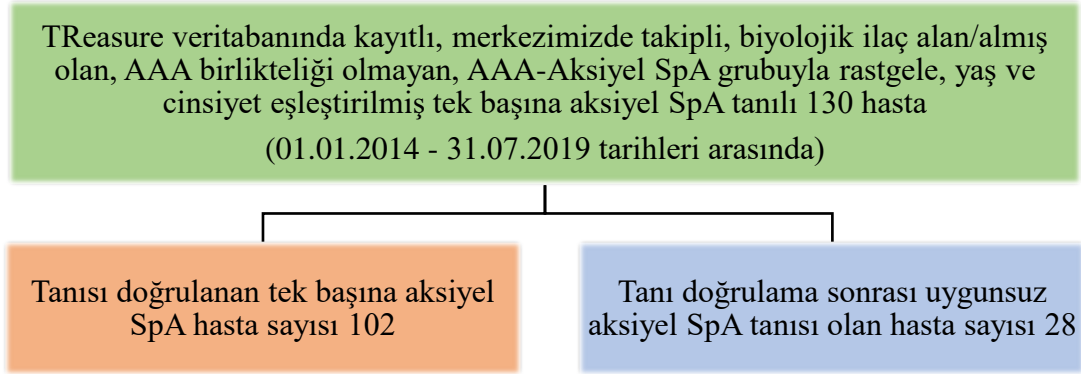 TReasure veritabanında kayıtlı, merkezimizde takipli, biyolojik ilaç alan/almış
olan, AAA birlikteliği olmayan, AAA-Aksiyel SpA grubuyla rastgele, yaş ve
cinsiyet eşleştirilmiş tek başına aksiyel SpA tanılı 130 hasta
(01.01.2014 - 31.07.2019 tarihleri arasında)
Tanısı doğrulanan tek başına aksiyel
SpA hasta sayısı 102
Tanı doğrulama sonrası uygunsuz
aksiyel SpA tanısı olan hasta sayısı 28